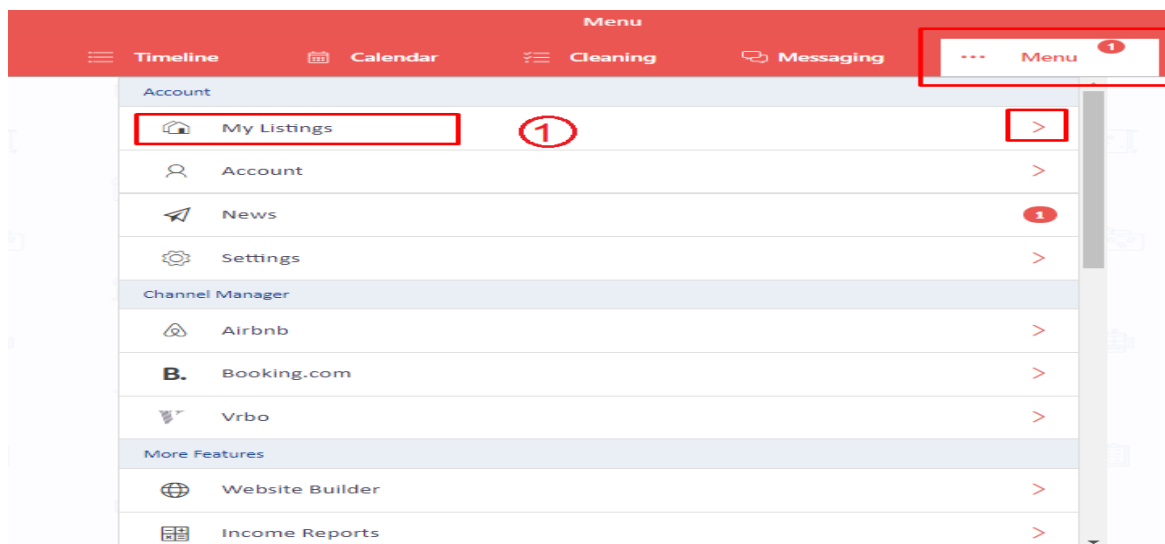 Menu
Timeline Calendar Cleaning Messaging Menu 1
Account
My Listings 1
Account
News 1
Settings
Channel Manager
Airbnb
B. Booking.com
Vrbo
More Features
Website Builder
Income Reports